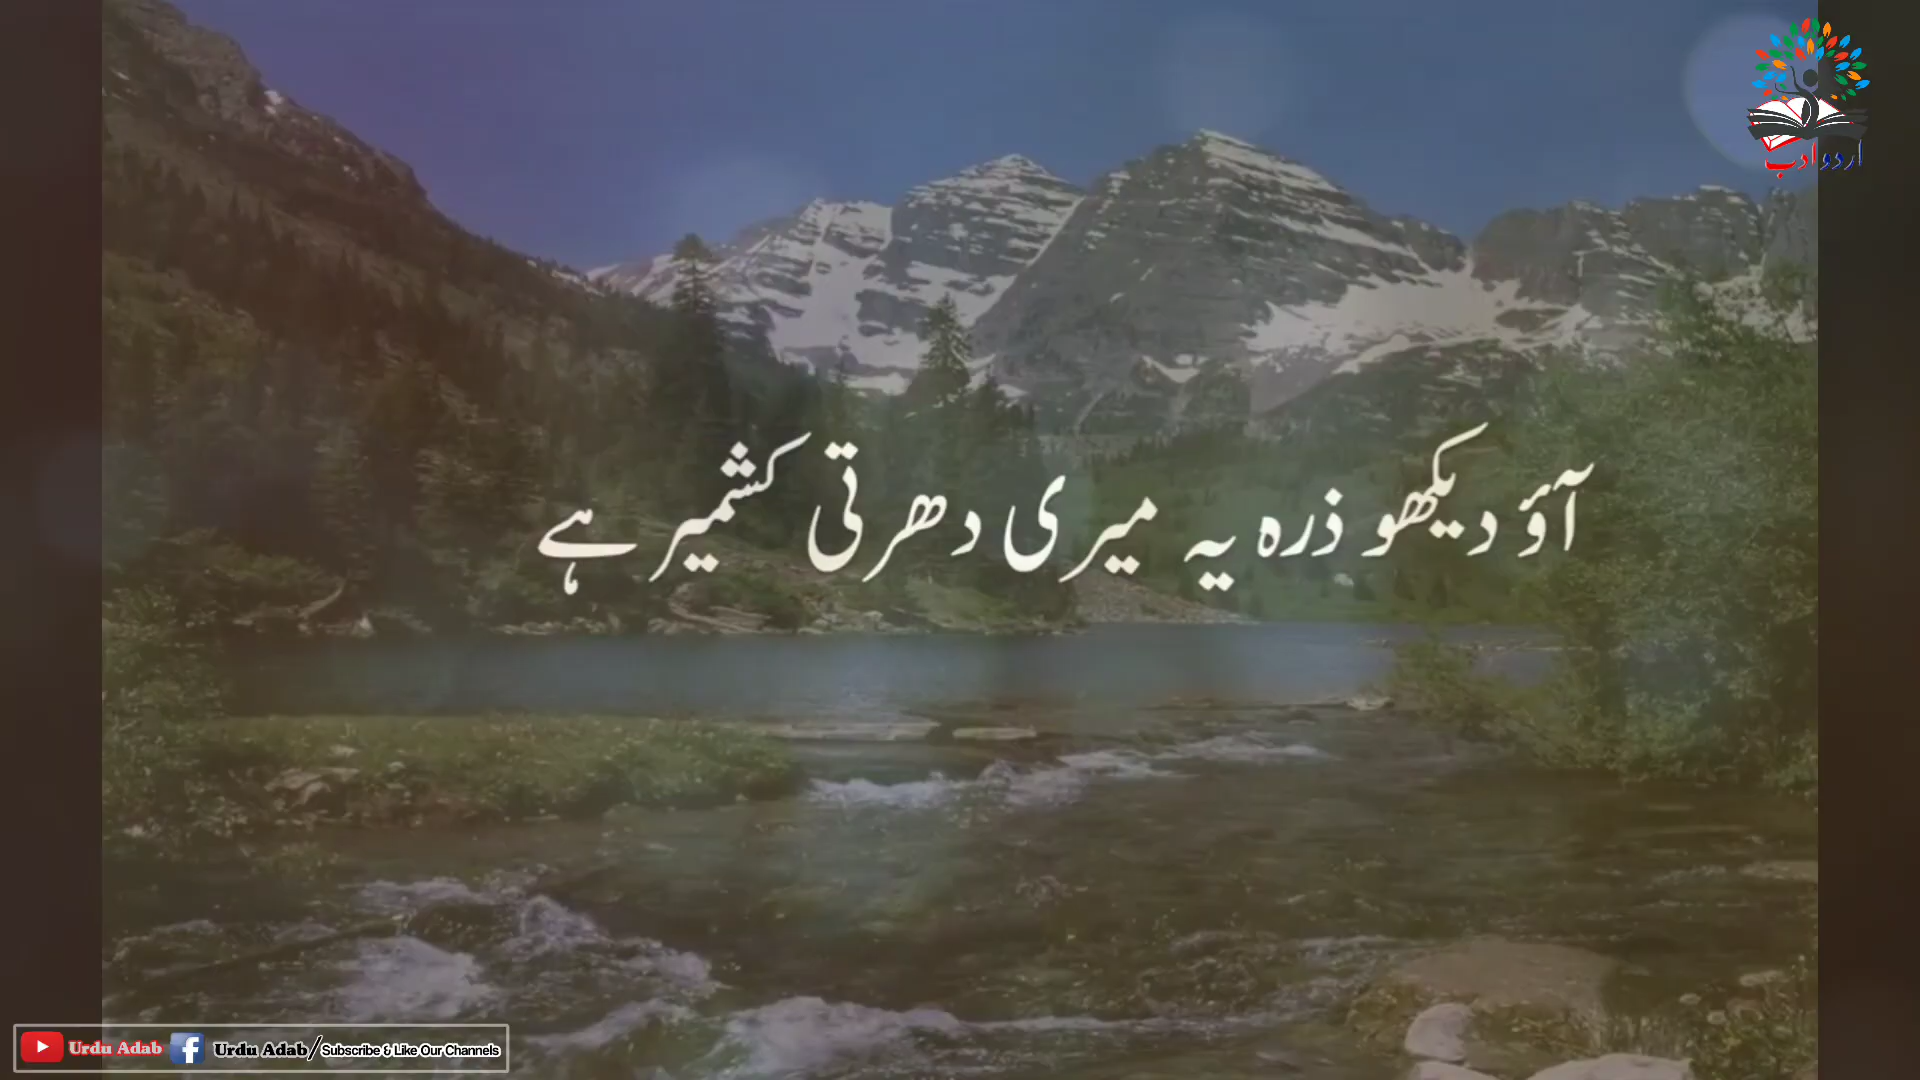 اردو ادب
آؤ دیکھو ذرہ یہ میری دھرتی کشمیر ہے
Urdu Adab Urdu Adab/Subscribe & Like Our Channels